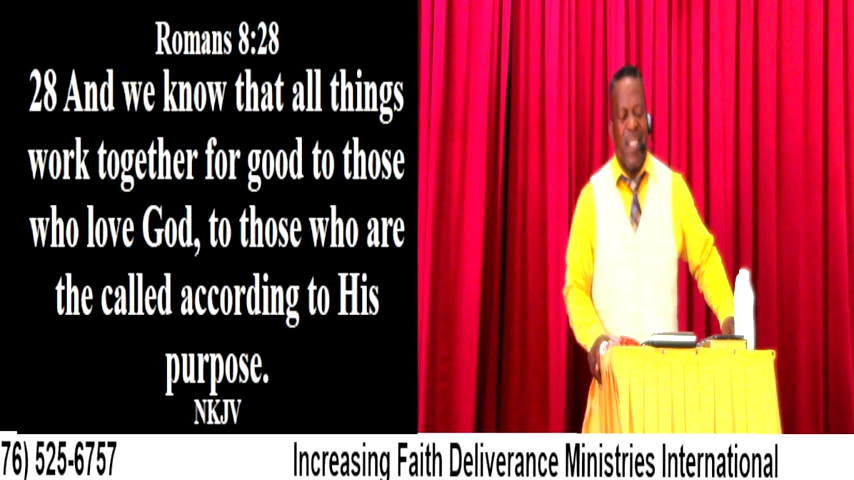 Romans 8:28
28 And we know that all things
work together for good to those
who love God, to those who are
the called according to His
purpose.
NKJV
76) 525-6757 Increasing Faith Deliverance Ministries International